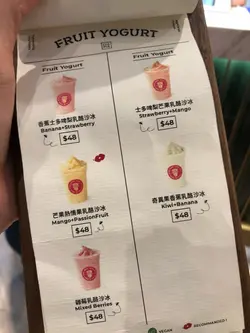 FRUIT YOGURT
Fruit Yogurt
香蕉士多啤梨乳酪沙冰
Banana+Strawberry
$48
芒果熱情果乳酪沙冰
Mango+PassionFruit
$48
雜莓乳酪沙冰
Mixed Berries
$48
Fruit Yogurt
士多啤梨芒果乳酪沙冰
Strawberry+Mango
$48
奇異果香蕉乳酪沙冰
Kiwi+Banana
$48
VEGAN
RECOMMENDED!